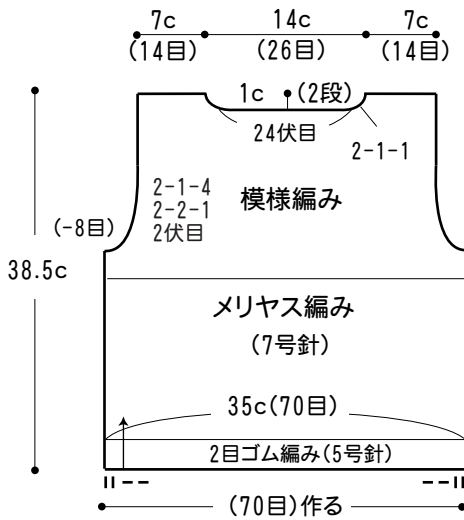 7c 14c 7c
(14目) (26目) (14目)
1c (2段)
24伏目
2-1-1
2-1-4
2-2-1
2伏目
模様編み
(-8目)
38.5c
メリヤス編み
(7号針)
35c(70目)
2目ゴム編み(5号針)
(70目)作る